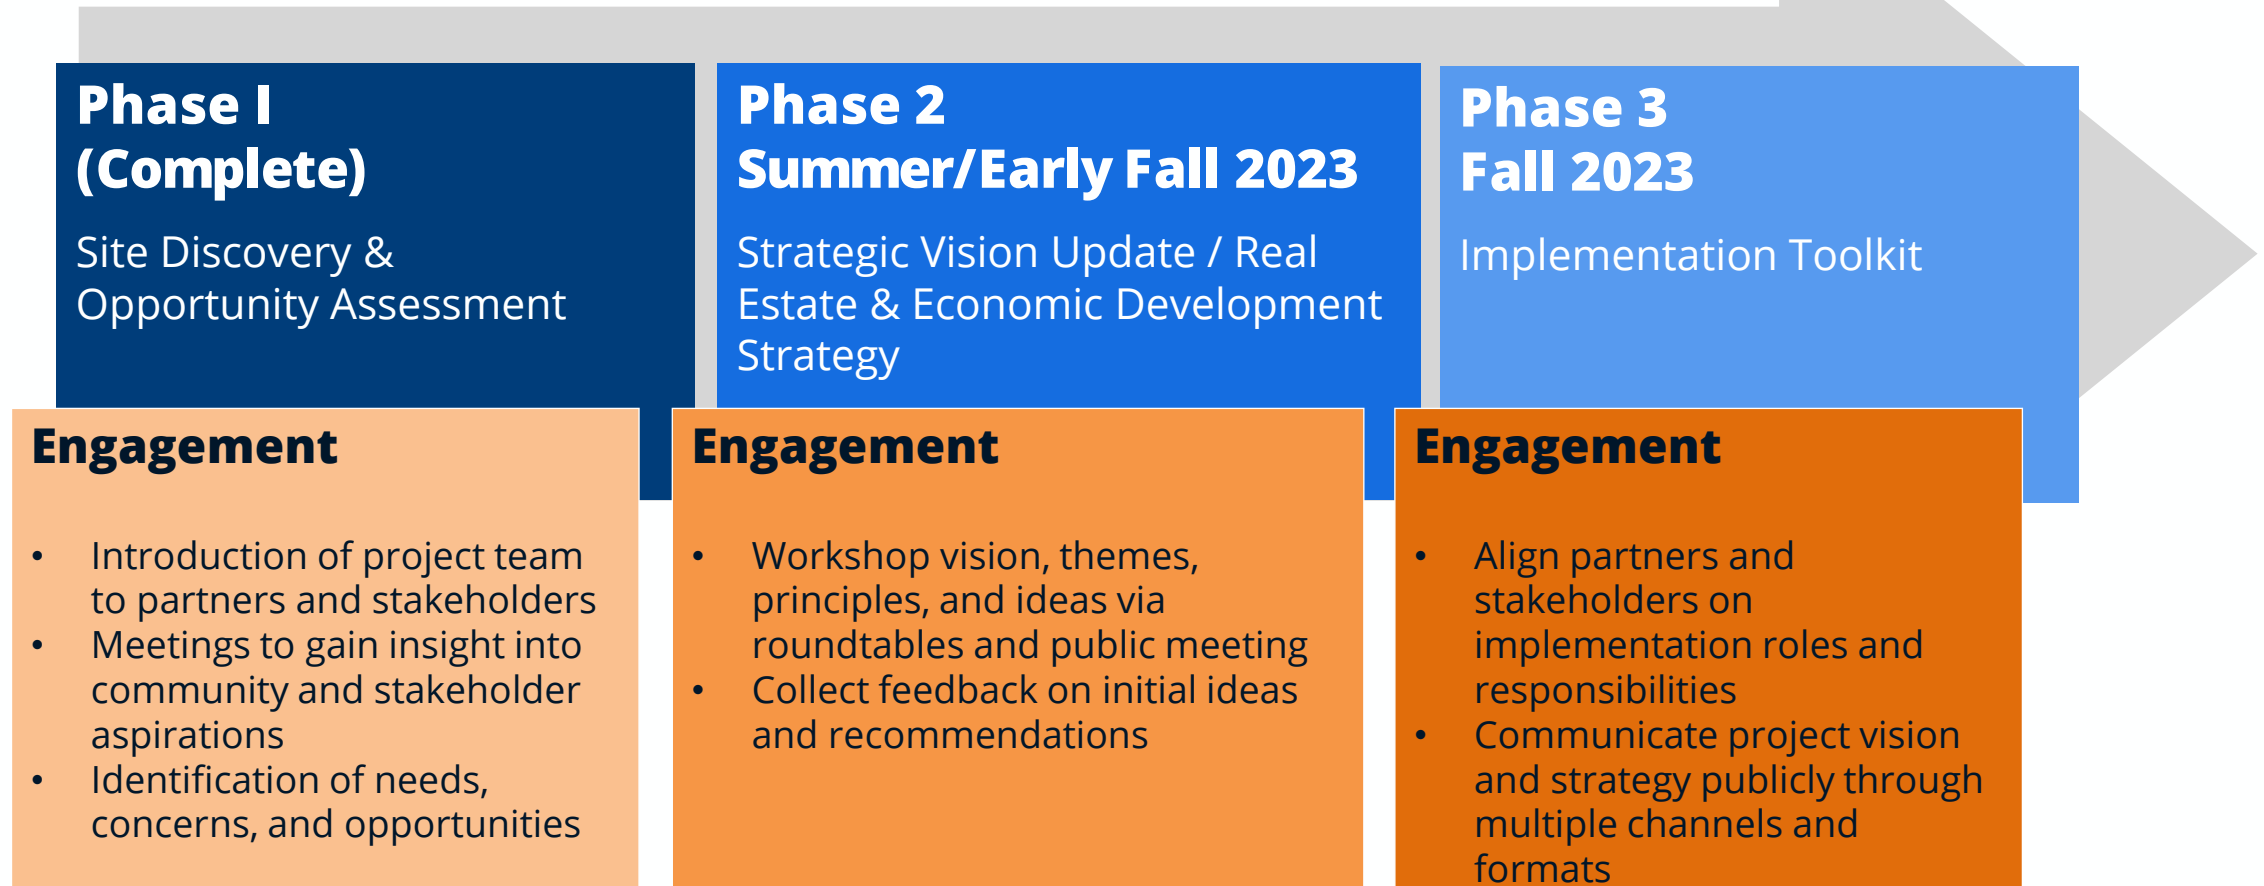 Phase I
(Complete)
Site Discovery &
Opportunity Assessment
Engagement
• Introduction of project team
to partners and stakeholders
• Meetings to gain insight into
community and stakeholder
aspirations
• Identification of needs,
concerns, and opportunities
Phase 2
Summer/Early Fall 2023
Strategic Vision Update / Real
Estate & Economic Development
Strategy
Engagement
• Workshop vision, themes,
principles, and ideas via
roundtables and public meeting
• Collect feedback on initial ideas
and recommendations
Phase 3
Fall 2023
Implementation Toolkit
Engagement
• Align partners and
stakeholders on
implementation roles and
responsibilities
• Communicate project vision
and strategy publicly through
multiple channels and
formats